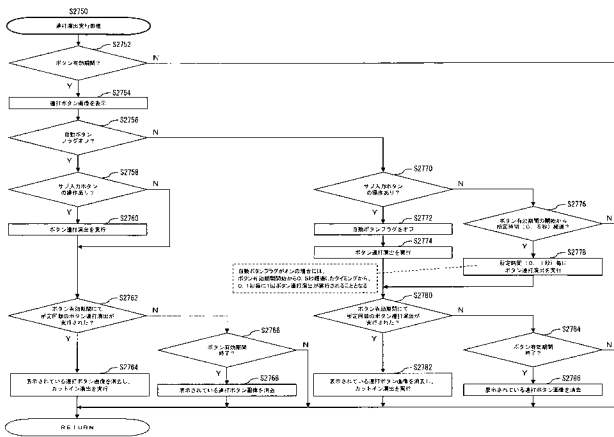 S2750
連打演出実行処理
S2752
ボタン有効期間？
N
Y
S2754
連打ボタン画像を表示
S2756
自動ボタン
フラグオフ？
N
Y
S2758
サブ入力ボタン
の操作あり？
N
Y
S2760
ボタン連打演出を実行
S2770
サブ入力ボタン
の操作あり？
N
Y
S2772
自動ボタンフラグをオフ
S2774
ボタン連打演出を実行
S2776
ボタン有効期間の開始から
所定時間（０．５秒）経過？
N
Y
S2778
特定時間（０．１秒）毎に
ボタン連打演出を実行
自動ボタンフラグがオンの場合には、
ボタン有効期間開始から０．５秒経過したタイミングから、
０．１秒毎に１回ボタン連打演出が実行されることとなる
S2762
ボタン有効期間にて
所定回数のボタン連打演出が
実行された？
N
Y
S2764
表示されている連打ボタン画像を消去し、
カットイン演出を実行
S2768
ボタン有効期間
終了？
N
Y
S2766
表示されている連打ボタン画像を消去
S2780
ボタン有効期間にて
所定回数のボタン連打演出が
実行された？
N
Y
S2782
表示されている連打ボタン画像を消去し、
カットイン演出を実行
S2784
ボタン有効期間
終了？
N
Y
S2786
表示されている連打ボタン画像を消去
RETURN